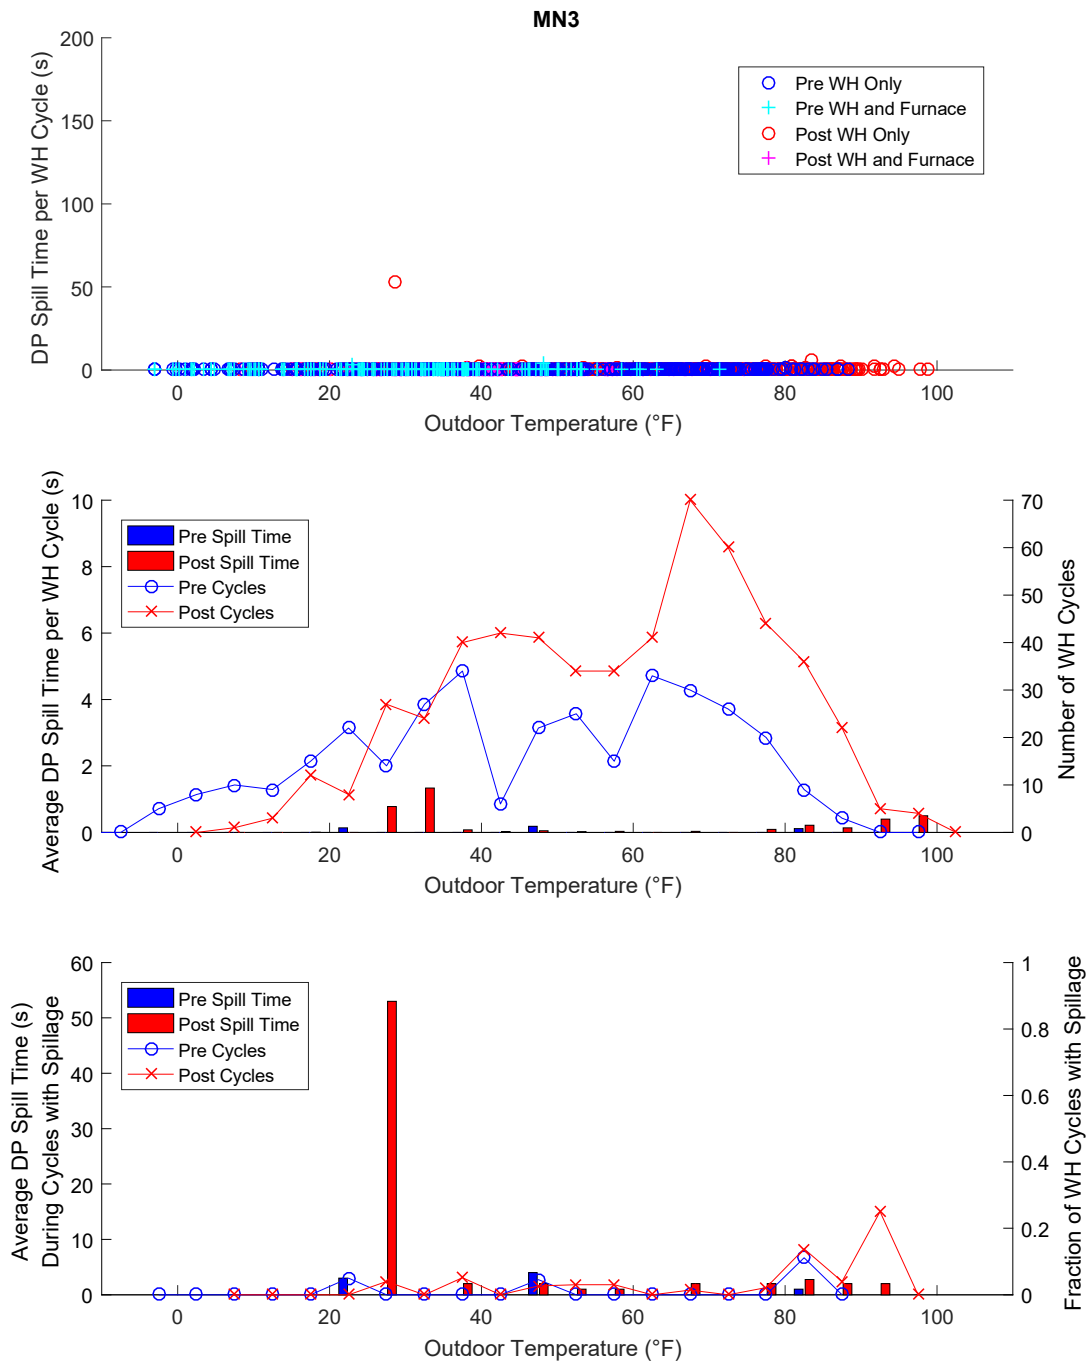 MN3
DP Spill Time per WH Cycle (s)
200
150
100
50
0
Pre WH Only
Pre WH and Furnace
Post WH Only
Post WH and Furnace
0 20 40 60 80 100
Outdoor Temperature (°F)
Average DP Spill Time per WH Cycle (s)
10
8
6
4
2
0
Pre Spill Time
Post Spill Time
Pre Cycles
Post Cycles
70
60
50
40
30
20
10
0
Number of WH Cycles
0 20 40 60 80 100
Outdoor Temperature (°F)
Average DP Spill Time (s)
During Cycles with Spillage
60
50
40
30
20
10
0
Pre Spill Time
Post Spill Time
Pre Cycles
Post Cycles
1
0.8
0.6
0.4
0.2
0
Fraction of WH Cycles with Spillage
0 20 40 60 80 100
Outdoor Temperature (°F)